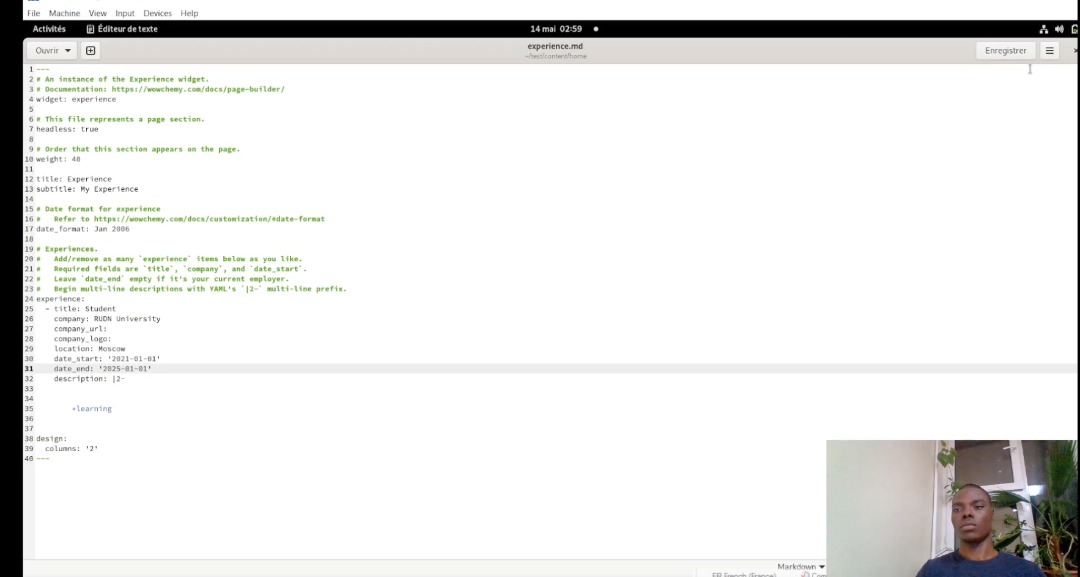 File Machine View Input Devices Help
Activités Éditeur de texte 14 mai 02:59
Ouvrir experience.md Enregistrer
~/test/content/home
1 ---
2 # An instance of the Experience widget.
3 # Documentation: https://wowchemy.com/docs/page-builder/
4 widget: experience
5
6 # This file represents a page section.
7 headless: true
8
9 # Order that this section appears on the page.
10 weight: 40
11
12 title: Experience
13 subtitle: My Experience
14
15 # Date format for experience
16 #   Refer to https://wowchemy.com/docs/customization/#date-format
17 date_format: Jan 2006
18
19 # Experiences.
20 #   Add/remove as many `experience` items below as you like.
21 #   Required fields are `title`, `company`, and `date_start`.
22 #   Leave `date_end` empty if it's your current employer.
23 #   Begin multi-line descriptions with YAML's `|2-` multi-line prefix.
24 experience:
25   - title: Student
26     company: RUDN University
27     company_url:
28     company_logo:
29     location: Moscow
30     date_start: '2021-01-01'
31     date_end: '2025-01-01'
32     description: |2-
33
34
35         *learning
36
37
38 design:
39   columns: '2'
40 ---
Markdown
FR French (France)